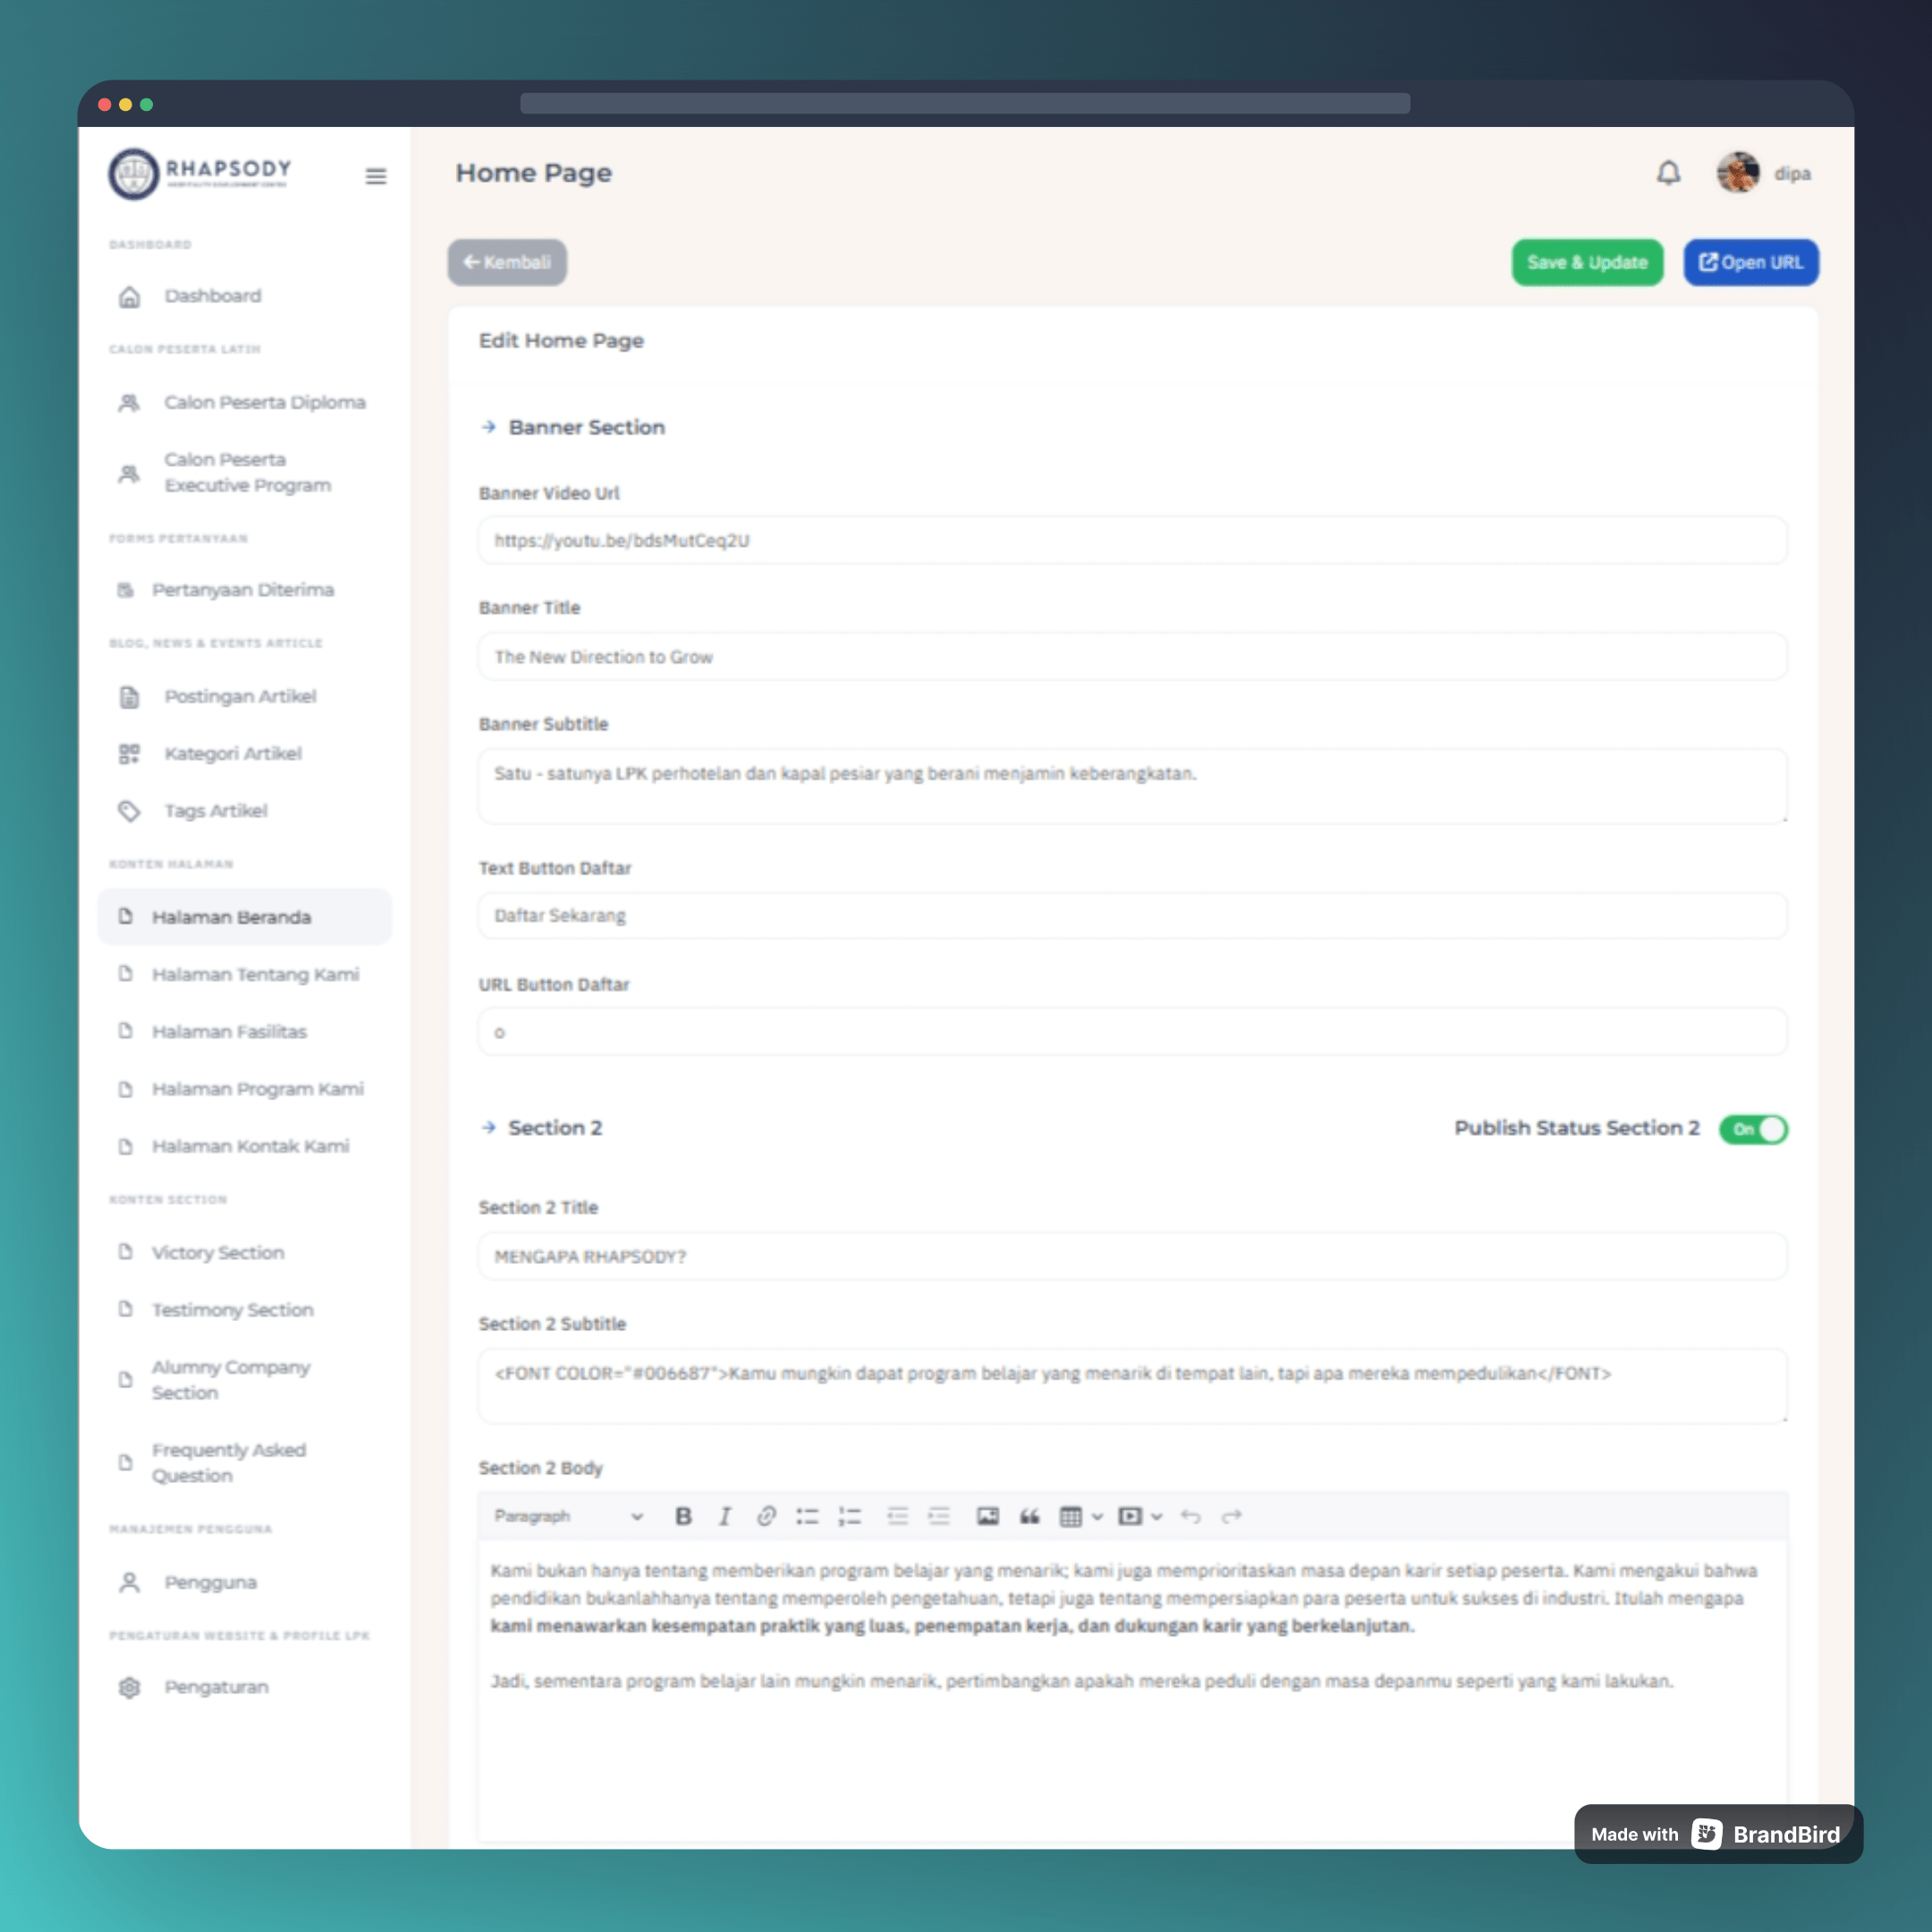 RHAPSODY
HOSPITALITY DEVELOPMENT CENTRE
DASHBOARD
Dashboard
CALON PESERTA LATIH
Calon Peserta Diploma
Calon Peserta
Executive Program
FORMS PERTANYAAN
Pertanyaan Diterima
BLOG, NEWS & EVENTS ARTICLE
Postingan Artikel
Kategori Artikel
Tags Artikel
KONTEN HALAMAN
Halaman Beranda
Halaman Tentang Kami
Halaman Fasilitas
Halaman Program Kami
Halaman Kontak Kami
KONTEN SECTION
Victory Section
Testimony Section
Alumny Company
Section
Frequently Asked
Question
MANAJEMEN PENGGUNA
Pengguna
PENGATURAN WEBSITE & PROFILE LPK
Pengaturan
Home Page
dipa
Kembali
Save & Update
Open URL
Edit Home Page
Banner Section
Banner Video Url
https://youtu.be/bdsMutCeq2U
Banner Title
The New Direction to Grow
Banner Subtitle
Satu - satunya LPK perhotelan dan kapal pesiar yang berani menjamin keberangkatan.
Text Button Daftar
Daftar Sekarang
URL Button Daftar
o
Section 2
Publish Status Section 2
On
Section 2 Title
MENGAPA RHAPSODY?
Section 2 Subtitle
<FONT COLOR="#006687">Kamu mungkin dapat program belajar yang menarik di tempat lain, tapi apa mereka mempedulikan</FONT>
Section 2 Body
Paragraph
Kami bukan hanya tentang memberikan program belajar yang menarik; kami juga memprioritaskan masa depan karir setiap peserta. Kami mengakui bahwa
pendidikan bukanlahhanya tentang memperoleh pengetahuan, tetapi juga tentang mempersiapkan para peserta untuk sukses di industri. Itulah mengapa
kami menawarkan kesempatan praktik yang luas, penempatan kerja, dan dukungan karir yang berkelanjutan.
Jadi, sementara program belajar lain mungkin menarik, pertimbangkan apakah mereka peduli dengan masa depanmu seperti yang kami lakukan.
Made with BrandBird